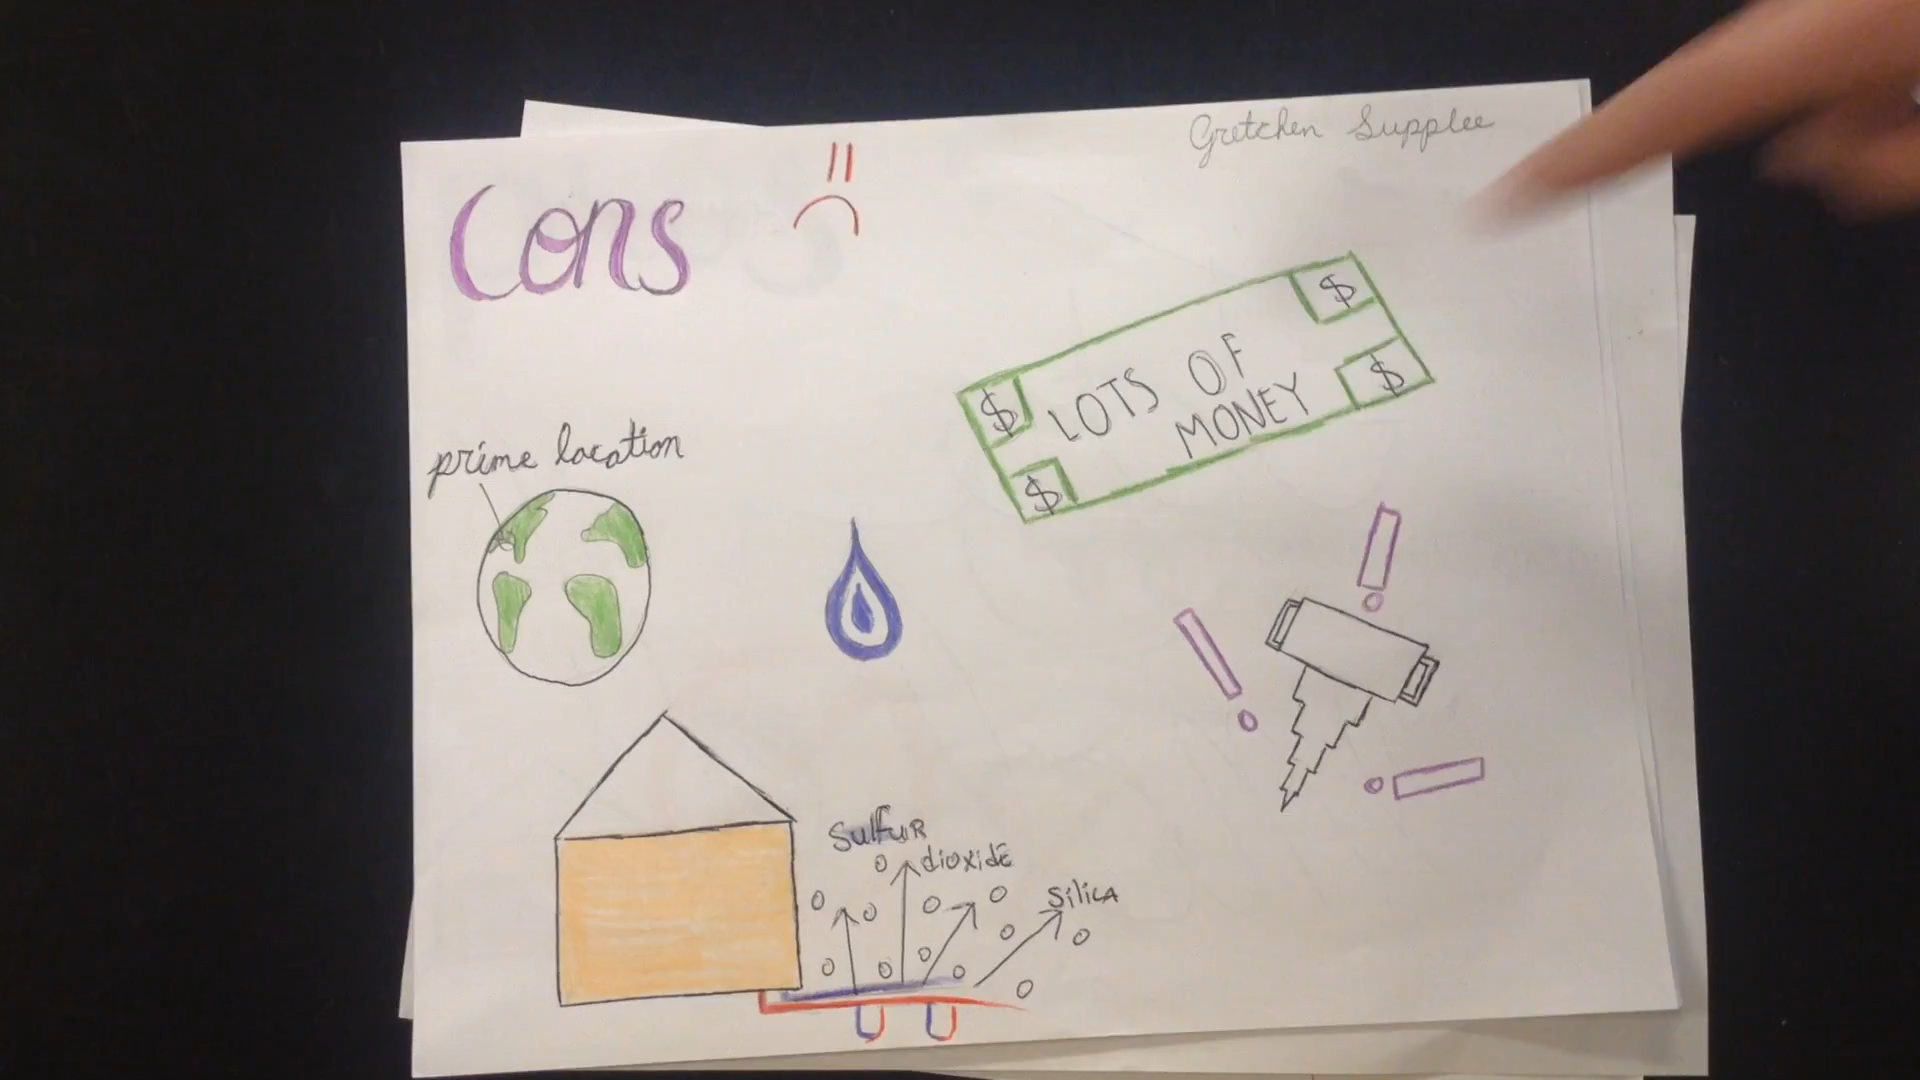 Gretchen Supplee
Cons
$
$
$
$
LOTS OF
MONEY
prime location
Sulfur
dioxide
Silica